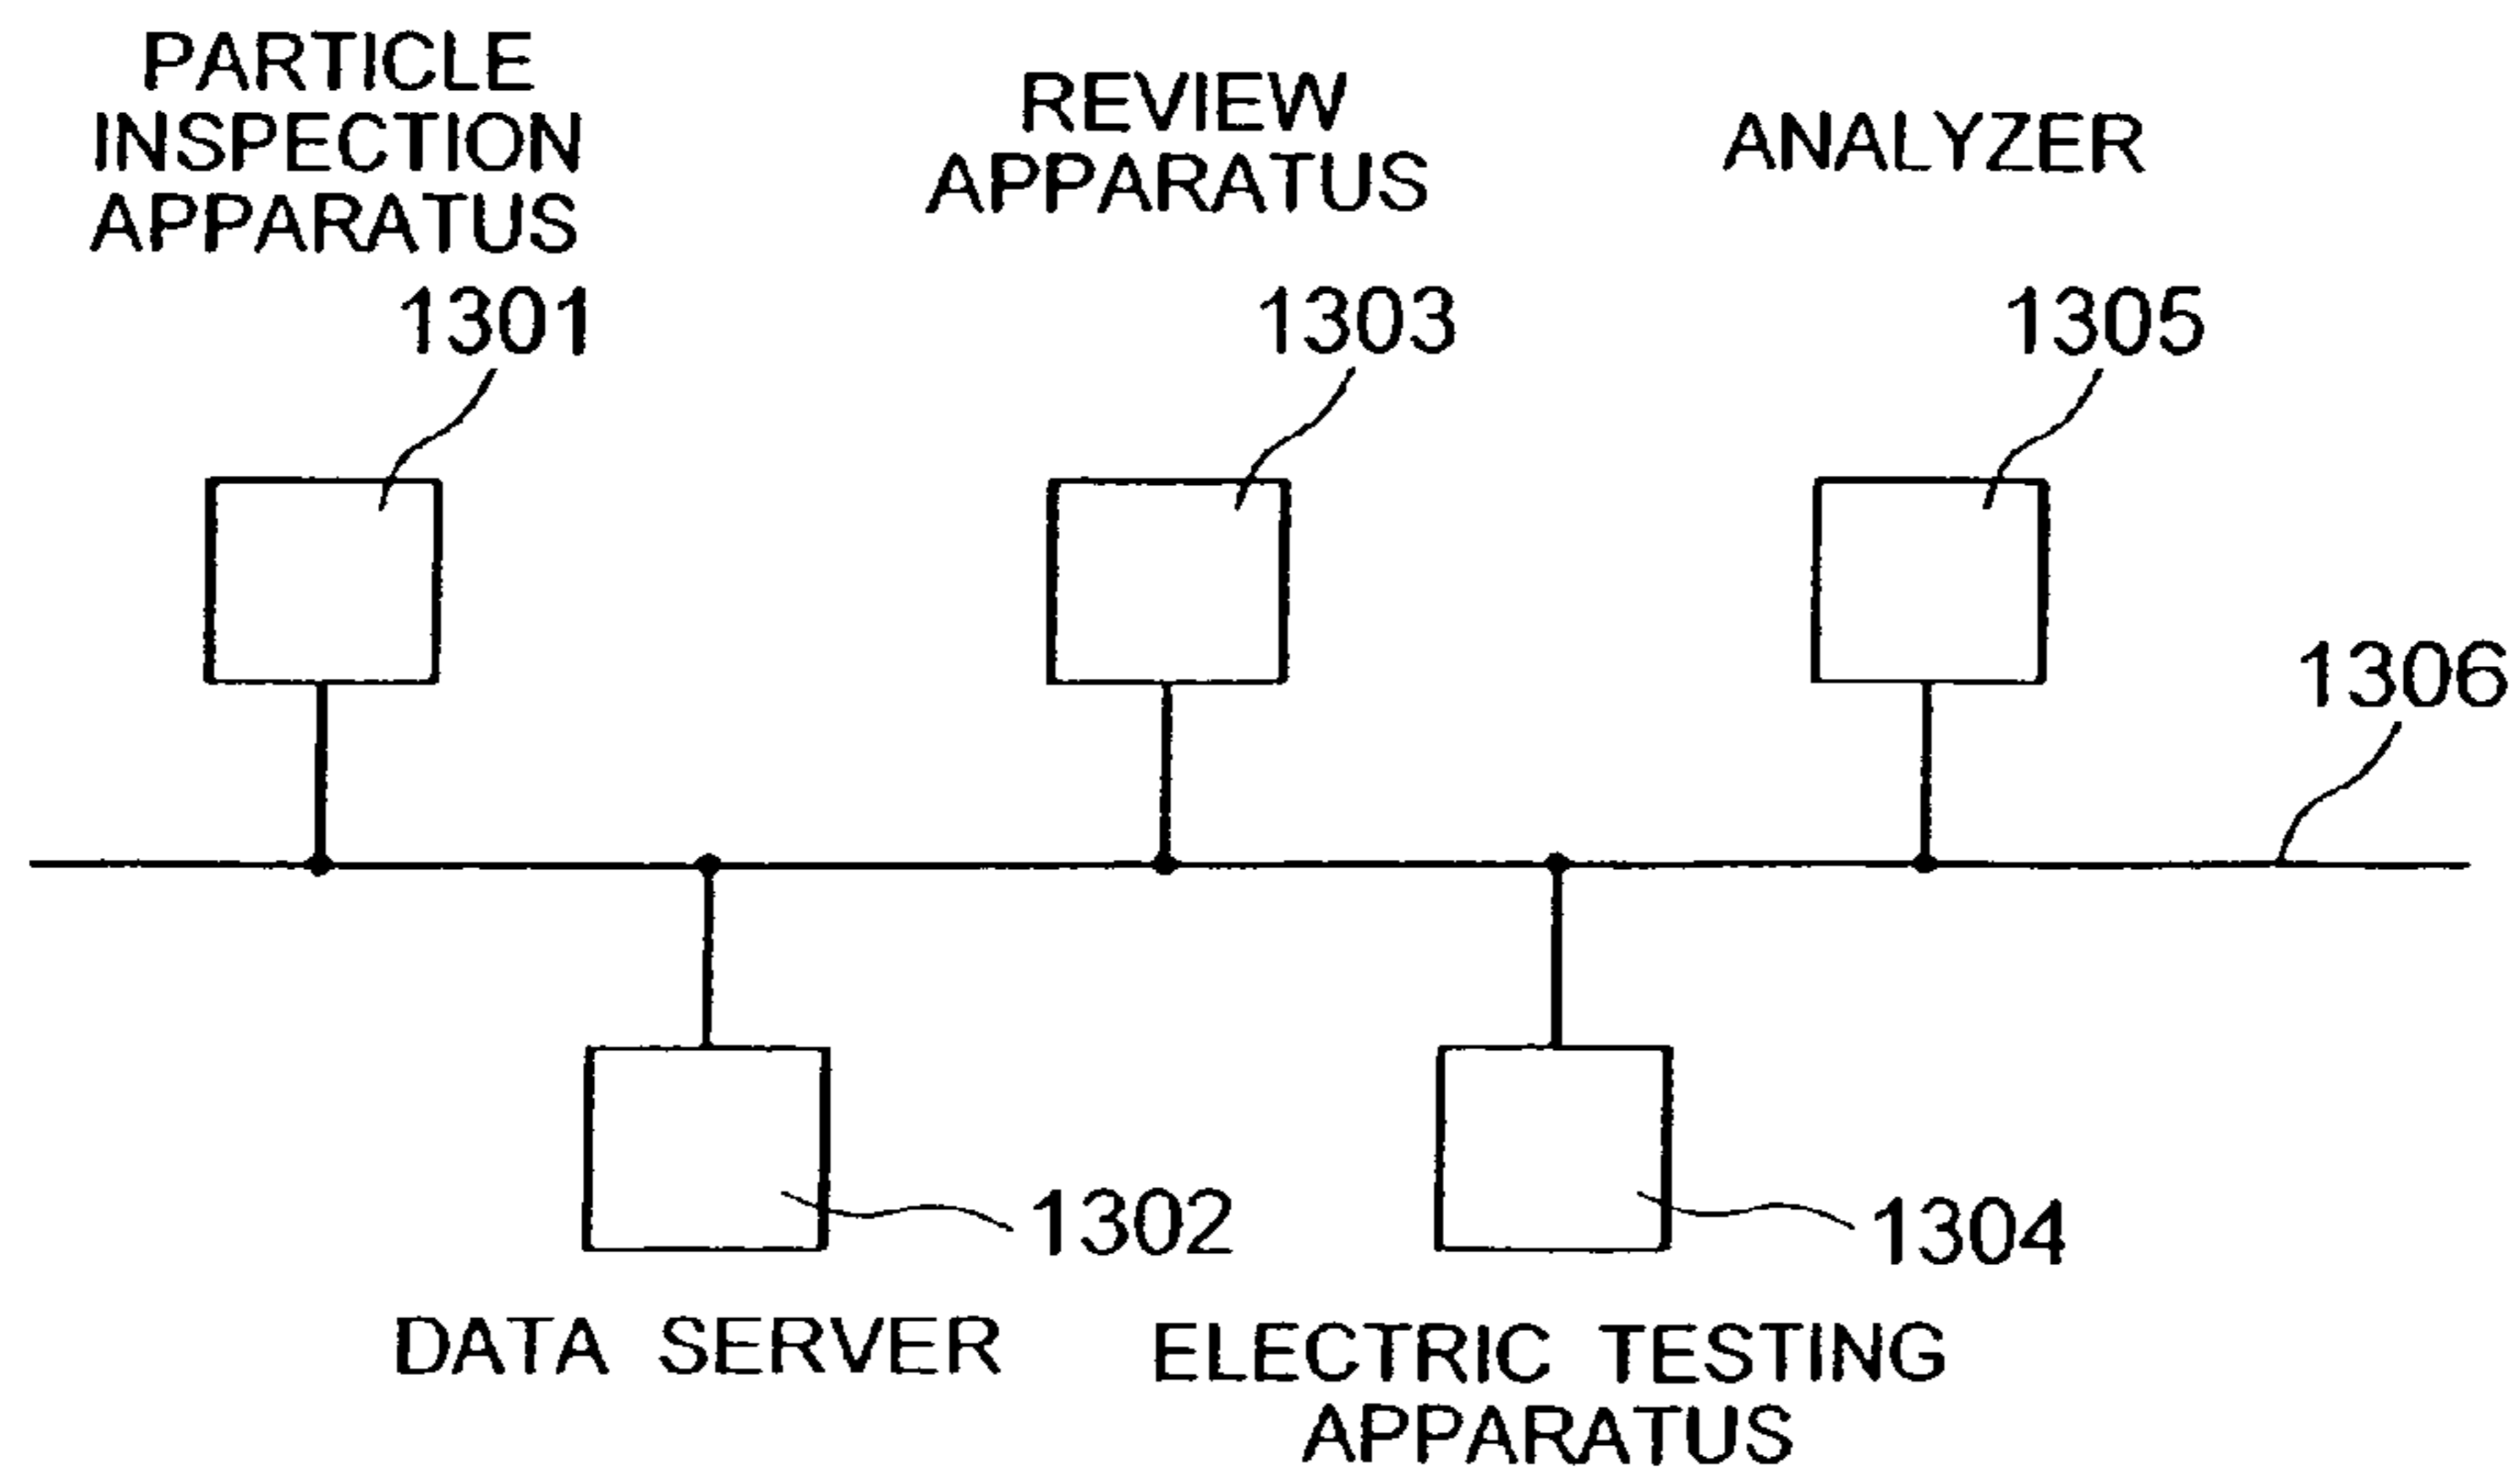 PARTICLE
INSPECTION
APPARATUS
1301
REVIEW
APPARATUS
1303
ANALYZER
1305
1306
1302
DATA SERVER
1304
ELECTRIC TESTING
APPARATUS